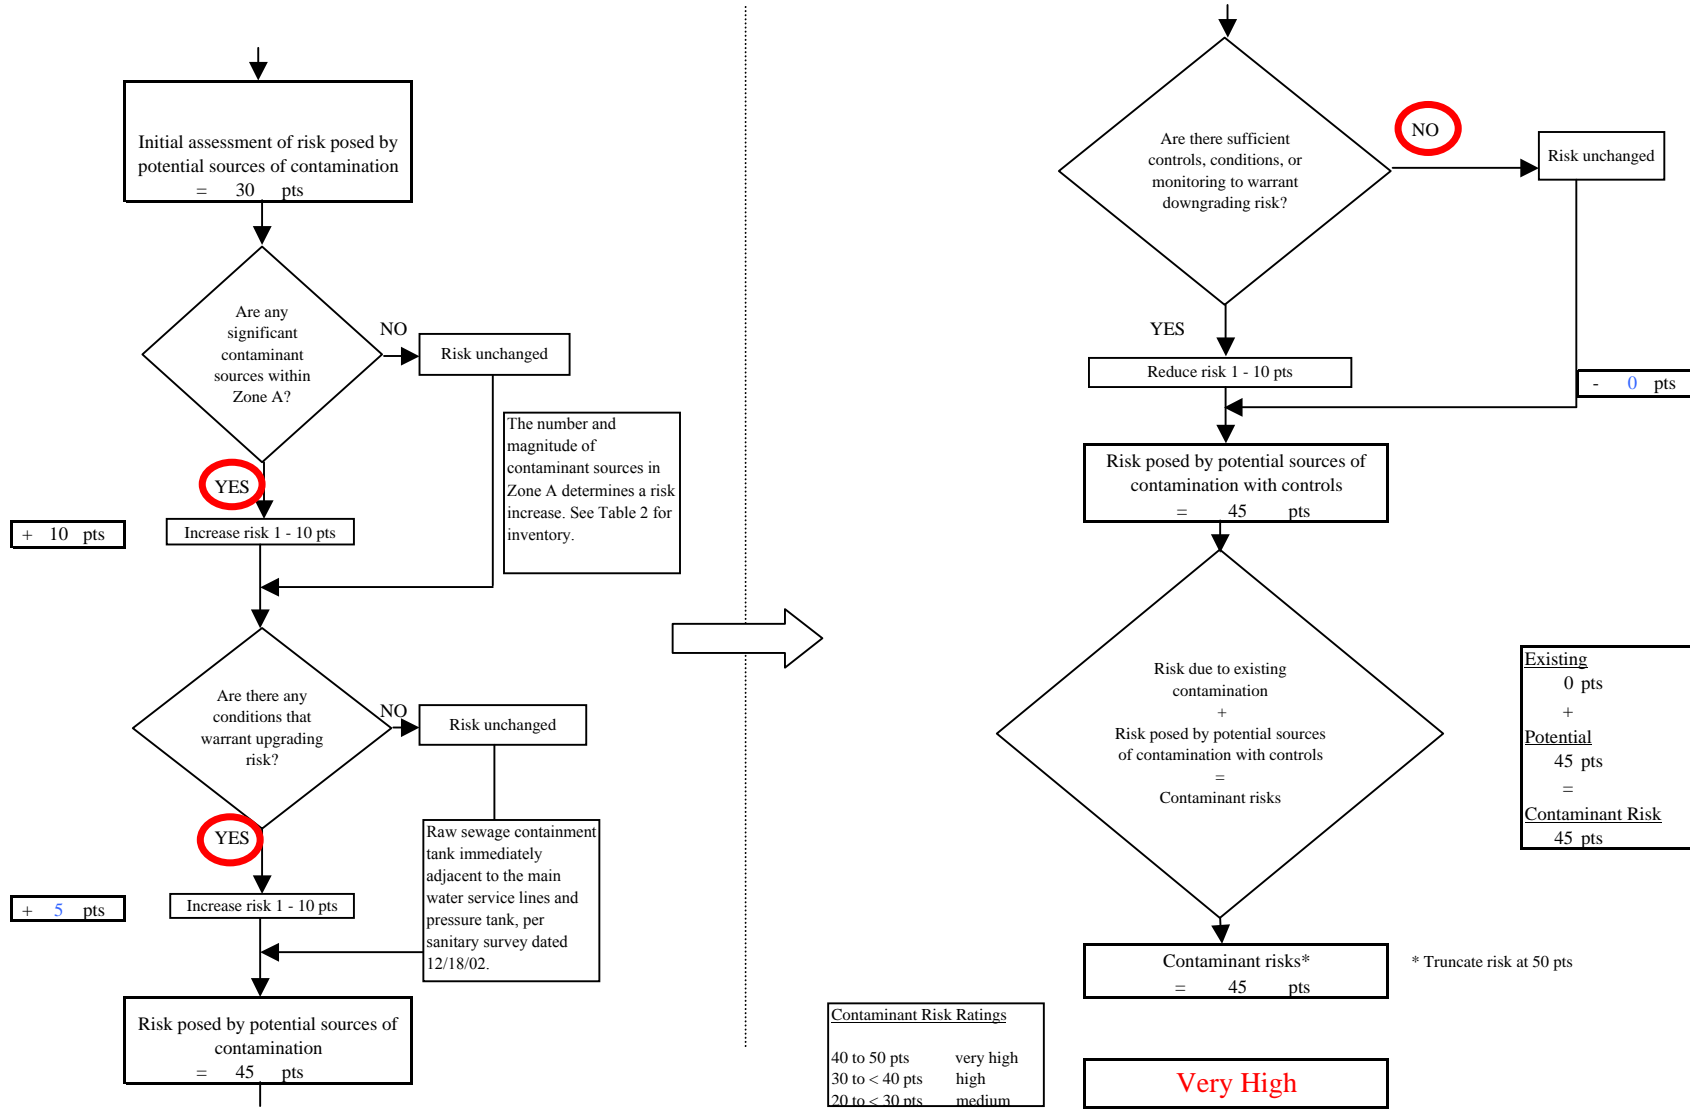 Initial assessment of risk posed by
potential sources of contamination
= 30 pts
Are any
significant
contaminant
sources within
Zone A?
NO
Risk unchanged
The number and
magnitude of
contaminant sources in
Zone A determines a risk
increase. See Table 2 for
inventory.
YES
+ 10 pts
Increase risk 1 - 10 pts
Are there any
conditions that
warrant upgrading
risk?
NO
Risk unchanged
YES
Raw sewage containment
tank immediately
adjacent to the main
water service lines and
pressure tank, per
sanitary survey dated
12/18/02.
+ 5 pts
Increase risk 1 - 10 pts
Risk posed by potential sources of
contamination
= 45 pts
Are there sufficient
controls, conditions, or
monitoring to warrant
downgrading risk?
NO
Risk unchanged
YES
Reduce risk 1 - 10 pts
- 0 pts
Risk posed by potential sources of
contamination with controls
= 45 pts
Risk due to existing
contamination
+
Risk posed by potential sources
of contamination with controls
=
Contaminant risks
Existing
0 pts
+
Potential
45 pts
=
Contaminant Risk
45 pts
Contaminant risks*
= 45 pts
* Truncate risk at 50 pts
Contaminant Risk Ratings
40 to 50 pts very high
30 to < 40 pts high
20 to < 30 pts medium
Very High